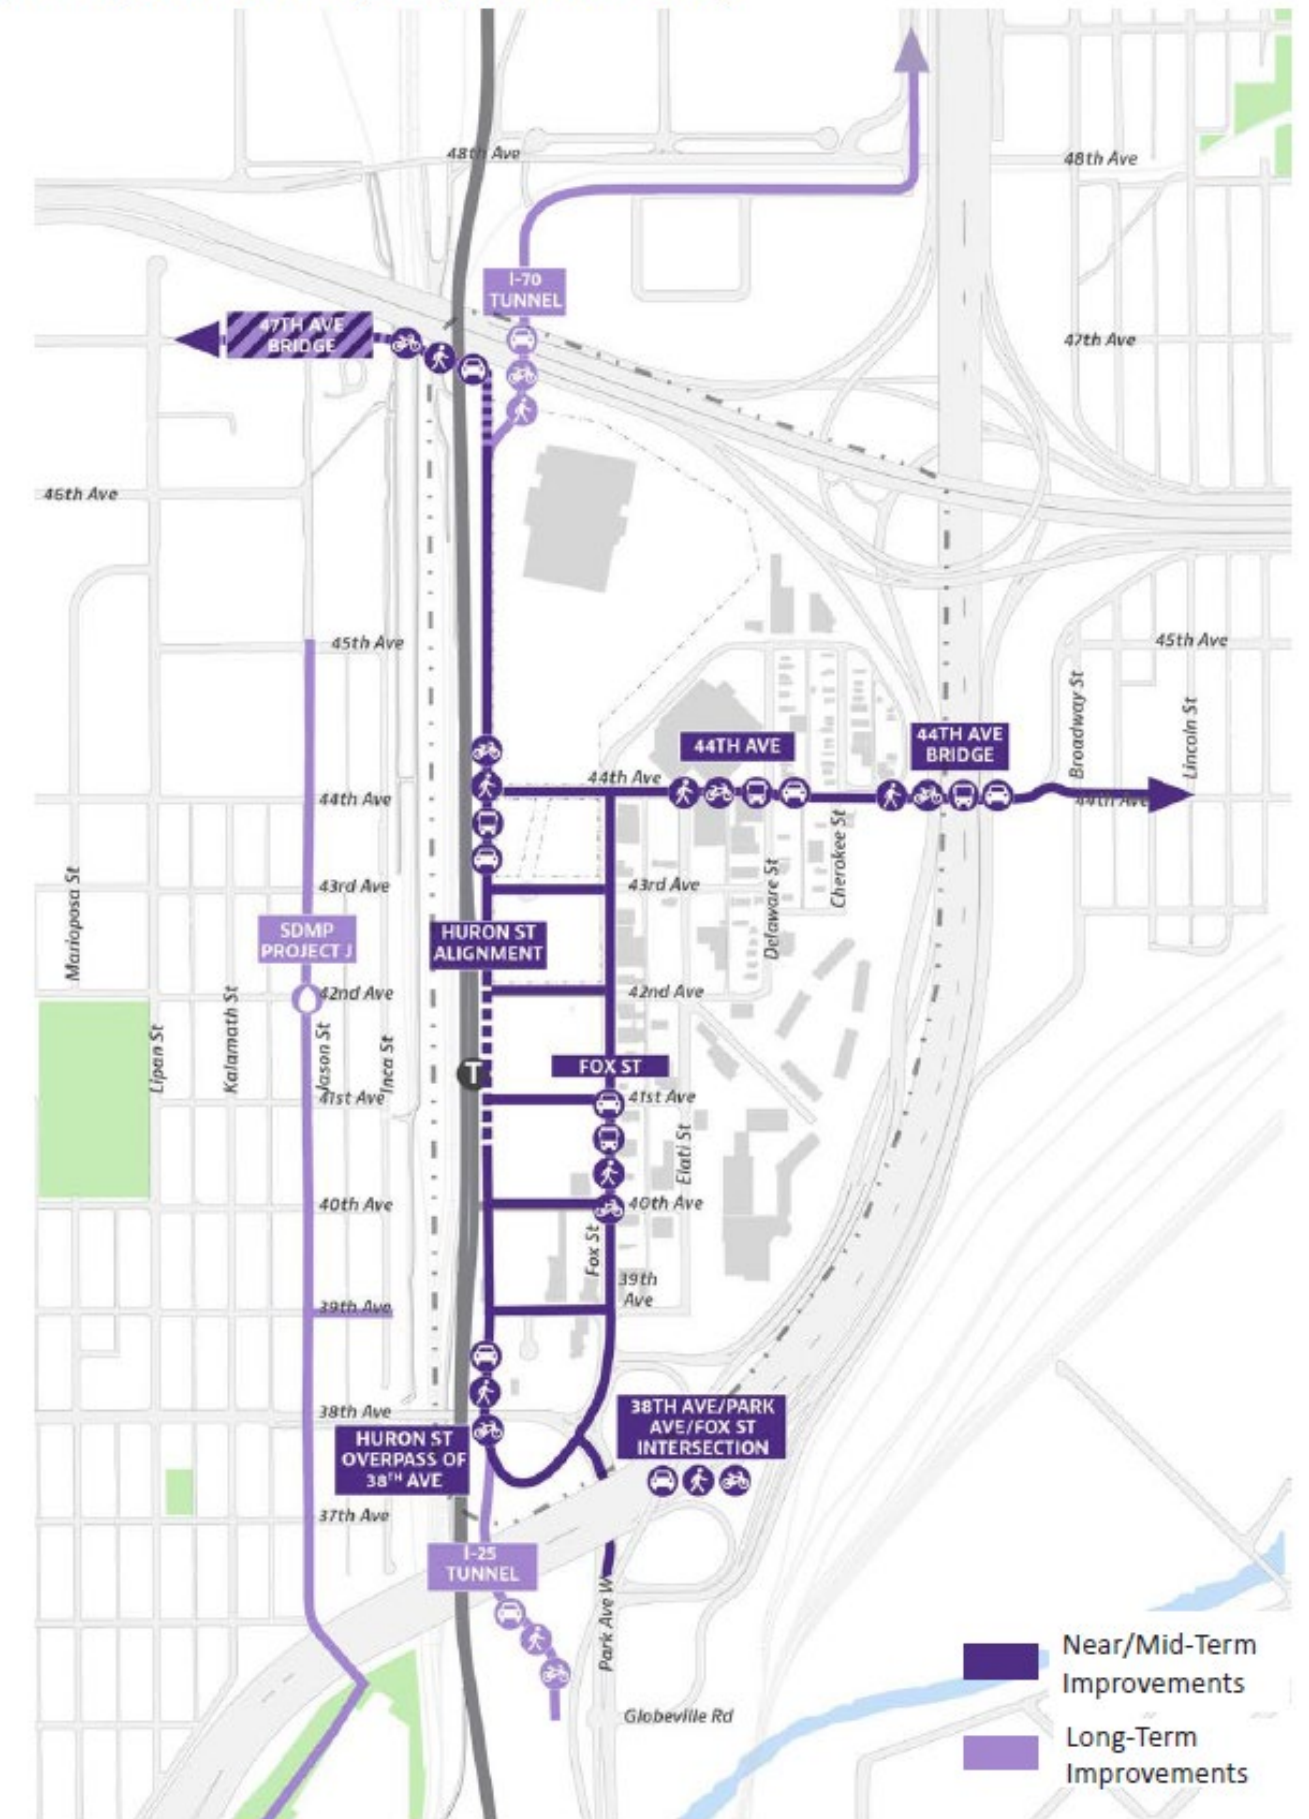 48th Ave
48th Ave
I-70
TUNNEL
47TH AVE
BRIDGE
47th Ave
46th Ave
45th Ave
45th Ave
Broadway St
Lincoln St
44TH AVE
44TH AVE
BRIDGE
44th Ave
44th Ave
44th Ave
Cherokee St
Delaware St
43rd Ave
43rd Ave
Mariaposa St
SDMP
PROJECT J
HURON ST
ALIGNMENT
42nd Ave
42nd Ave
Lipan St
Kalamath St
Jason St
Inca St
T
FOX ST
41st Ave
41st Ave
Elati St
40th Ave
40th Ave
Fox St
39th
Ave
39th Ave
38th Ave
38TH AVE/PARK
AVE/FOX ST
INTERSECTION
HURON ST
OVERPASS OF
38TH AVE
37th Ave
I-25
TUNNEL
Park Ave W
Globeville Rd
Near/Mid-Term
Improvements
Long-Term
Improvements